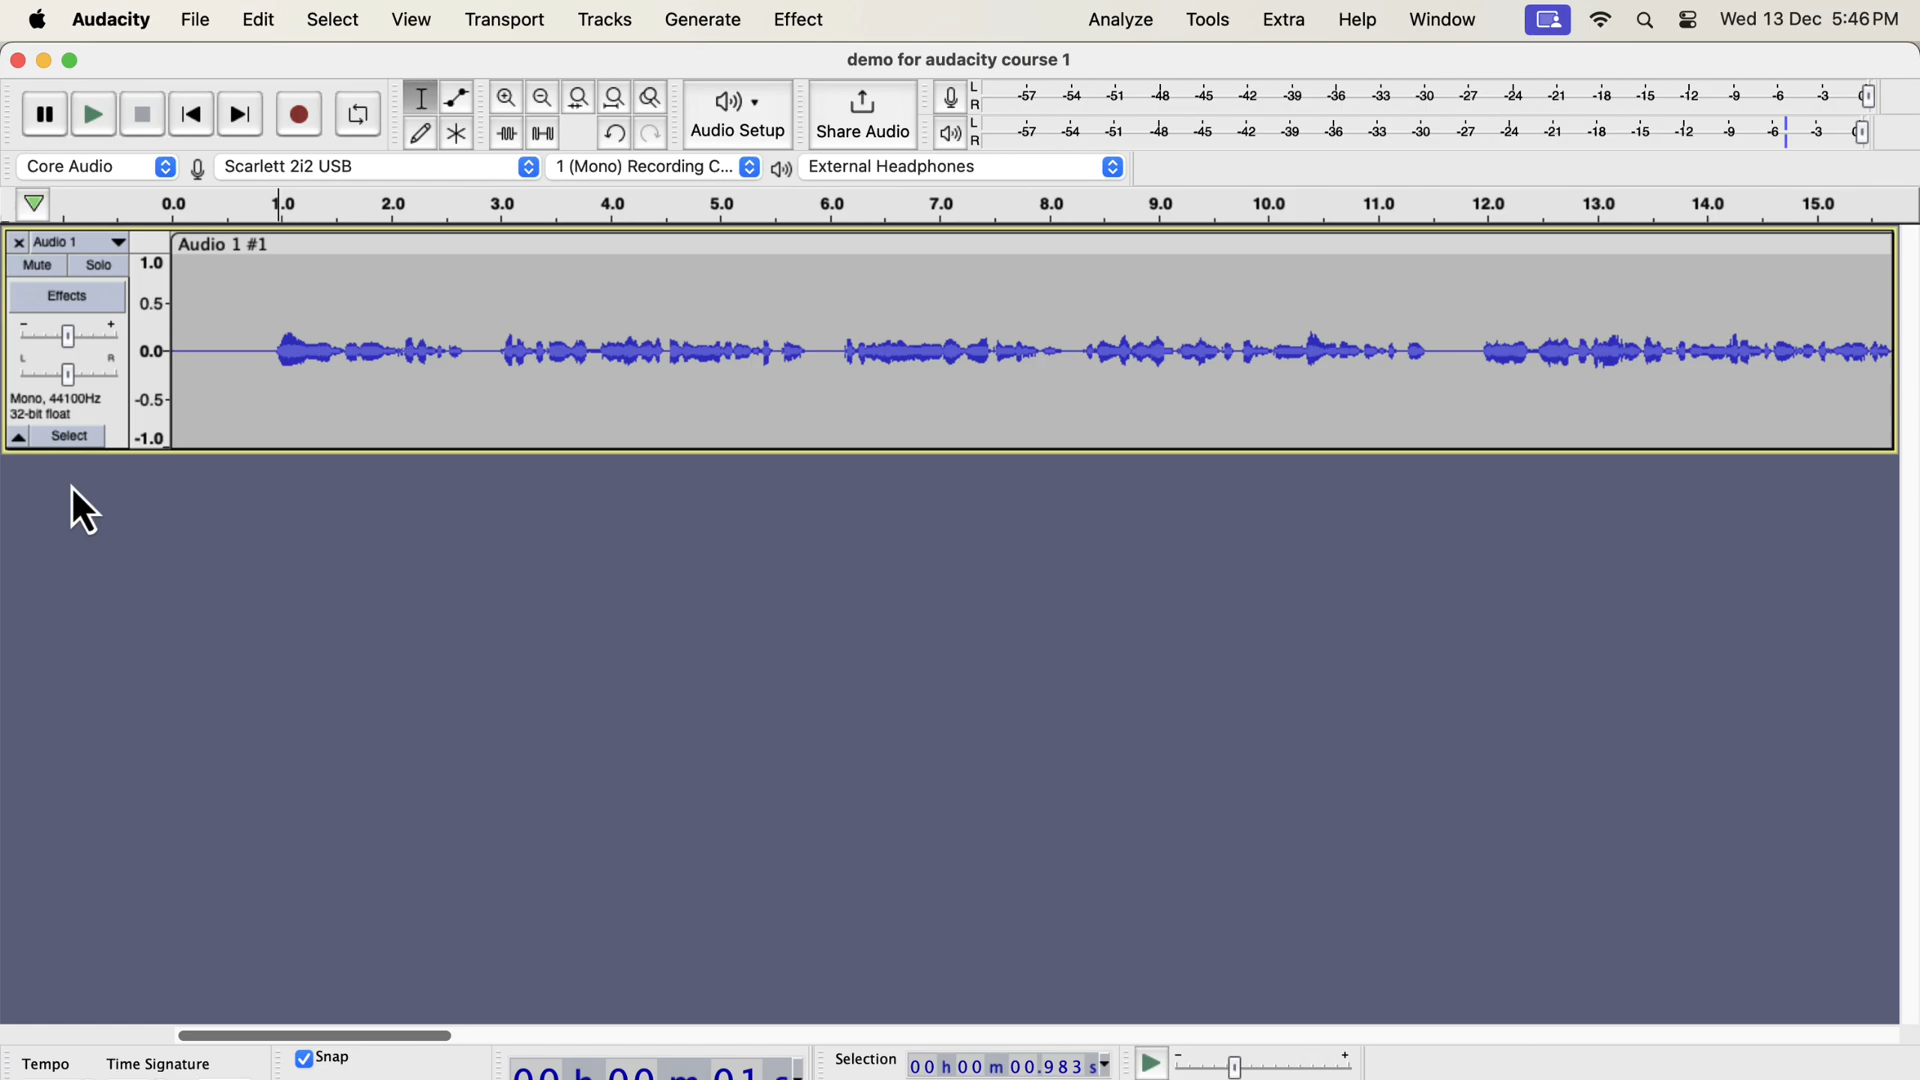 Audacity File Edit Select View Transport Tracks Generate Effect Analyze Tools Extra Help Window Wed 13 Dec 5:46 PM
demo for audacity course 1
L
R
-57 -54 -51 -48 -45 -42 -39 -36 -33 -30 -27 -24 -21 -18 -15 -12 -9 -6 -3
Audio Setup
Share Audio
L
R
-57 -54 -51 -48 -45 -42 -39 -36 -33 -30 -27 -24 -21 -18 -15 -12 -9 -6 -3
Core Audio
Scarlett 2i2 USB
1 (Mono) Recording C...
External Headphones
0.0 1.0 2.0 3.0 4.0 5.0 6.0 7.0 8.0 9.0 10.0 11.0 12.0 13.0 14.0 15.0
Audio 1
Audio 1 #1
Mute Solo
Effects
- +
L R
Mono, 44100Hz
32-bit float
Select
1.0
0.5-
0.0-
-0.5-
-1.0
Tempo
Time Signature
Snap
00 h 00 m 01 s
Selection
00 h 00 m 00.983 s
- +